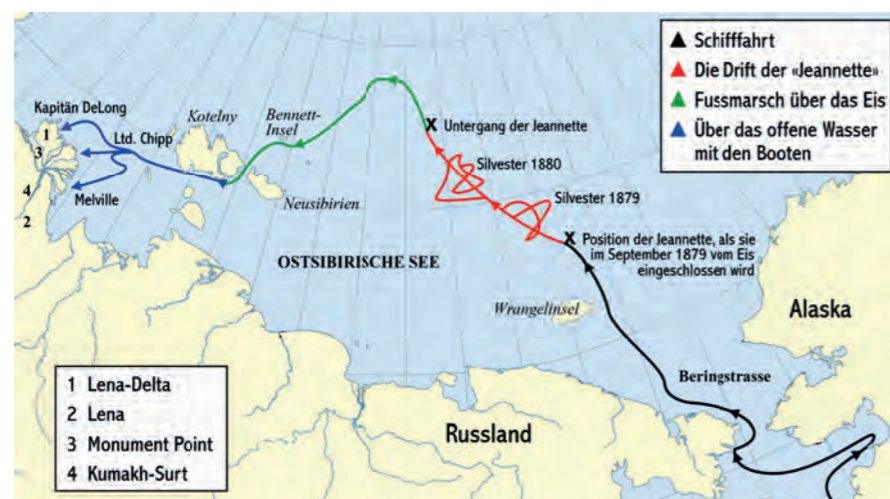 Schifffahrt
Die Drift der «Jeannette»
Fussmarsch über das Eis
Über das offene Wasser
mit den Booten
Kapitän DeLong
Kotelny
Bennett-
Insel
Ltd. Chipp
1
3
4
2
Melville
Neusibirien
Untergang der Jeannette
X
Silvester 1880
Silvester 1879
X
Position der Jeannette, als sie
im September 1879 vom Eis
eingeschlossen wird
OSTSIBIRISCHE SEE
Wrangelinsel
Alaska
Beringstrasse
Russland
1 Lena-Delta
2 Lena
3 Monument Point
4 Kumakh-Surt